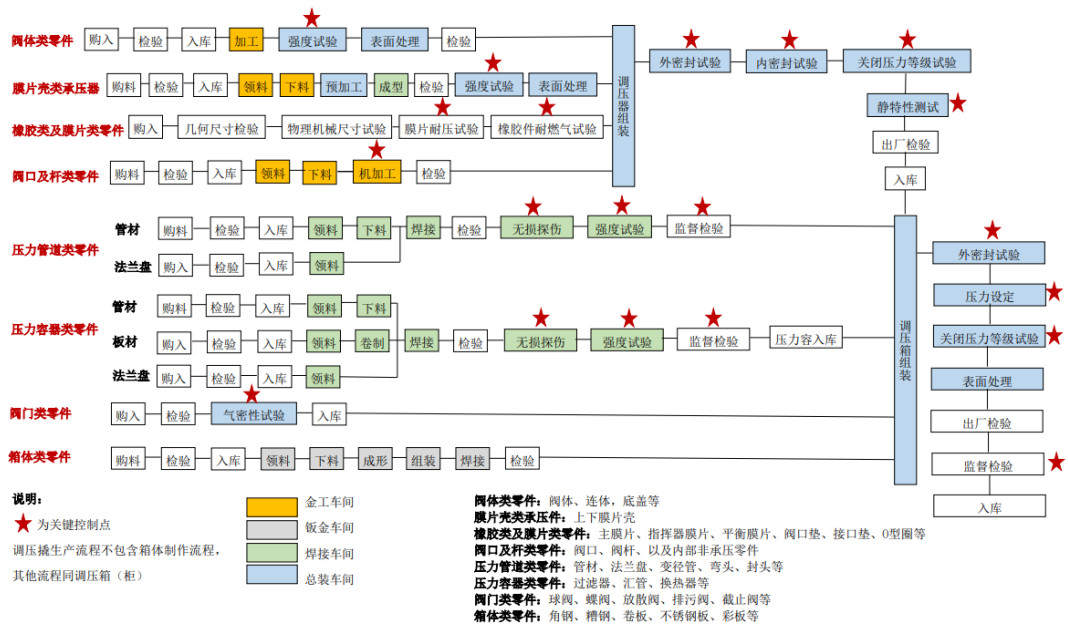 阀体类零件 购入 检验 入库 加工 强度试验 表面处理 检验
外密封试验 内密封试验 关闭压力等级试验
膜片壳类承压器 购料 检验 入库 领料 下料 预加工 成型 检验 强度试验 表面处理
调压器组装
静特性测试
橡胶类及膜片类零件 购入 几何尺寸检验 物理机械尺寸试验 膜片耐压试验 橡胶件耐燃气试验
出厂检验
阀口及杆类零件 购料 检验 入库 领料 下料 机加工 检验
入库
压力管道类零件
管材 购料 检验 入库 领料 下料 焊接 检验 无损探伤 强度试验 监督检验
法兰盘 购入 检验 入库 领料
外密封试验
压力设定
压力容器类零件
管材 购料 检验 入库 领料 下料
板材 购入 检验 入库 领料 卷制 焊接 检验 无损探伤 强度试验 监督检验 压力容入库
法兰盘 购入 检验 入库 领料
调压箱组装
关闭压力等级试验
表面处理
阀门类零件 购入 检验 气密性试验 入库
出厂检验
箱体类零件 购料 检验 入库 领料 下料 成形 组装 焊接 检验
监督检验
入库
说明:
为关键控制点
调压撬生产流程不包含箱体制作流程，
其他流程同调压箱（柜）
金工车间
钣金车间
焊接车间
总装车间
阀体类零件：阀体、连体，底盖等
膜片壳类承压件：上下膜片壳
橡胶类及膜片类零件：主膜片、指挥器膜片、平衡膜片、阀口垫、接口垫、O型圈等
阀口及杆类零件：阀口、阀杆、以及内部非承压零件
压力管道类零件：管材、法兰盘、变径管、弯头、封头等
压力容器类零件：过滤器、汇管、换热器等
阀门类零件：球阀、蝶阀、放散阀、排污阀、截止阀等
箱体类零件：角钢、糟钢、卷板、不锈钢板、彩板等